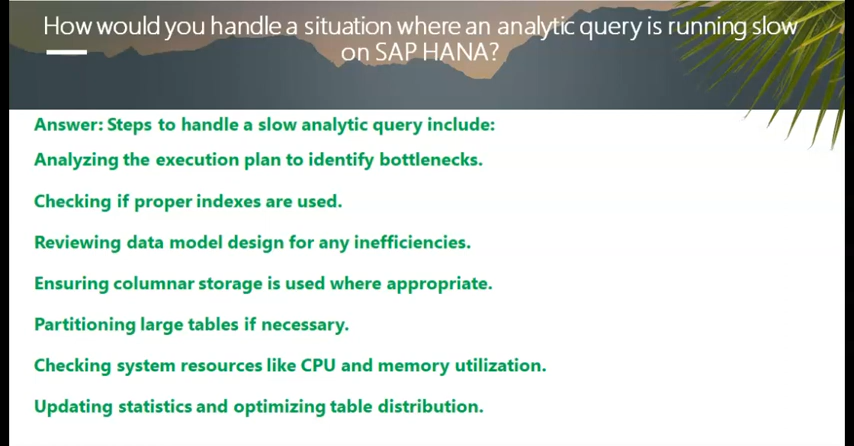 How would you handle a situation where an analytic query is running slow
on SAP HANA?
Answer: Steps to handle a slow analytic query include:
Analyzing the execution plan to identify bottlenecks.
Checking if proper indexes are used.
Reviewing data model design for any inefficiencies.
Ensuring columnar storage is used where appropriate.
Partitioning large tables if necessary.
Checking system resources like CPU and memory utilization.
Updating statistics and optimizing table distribution.